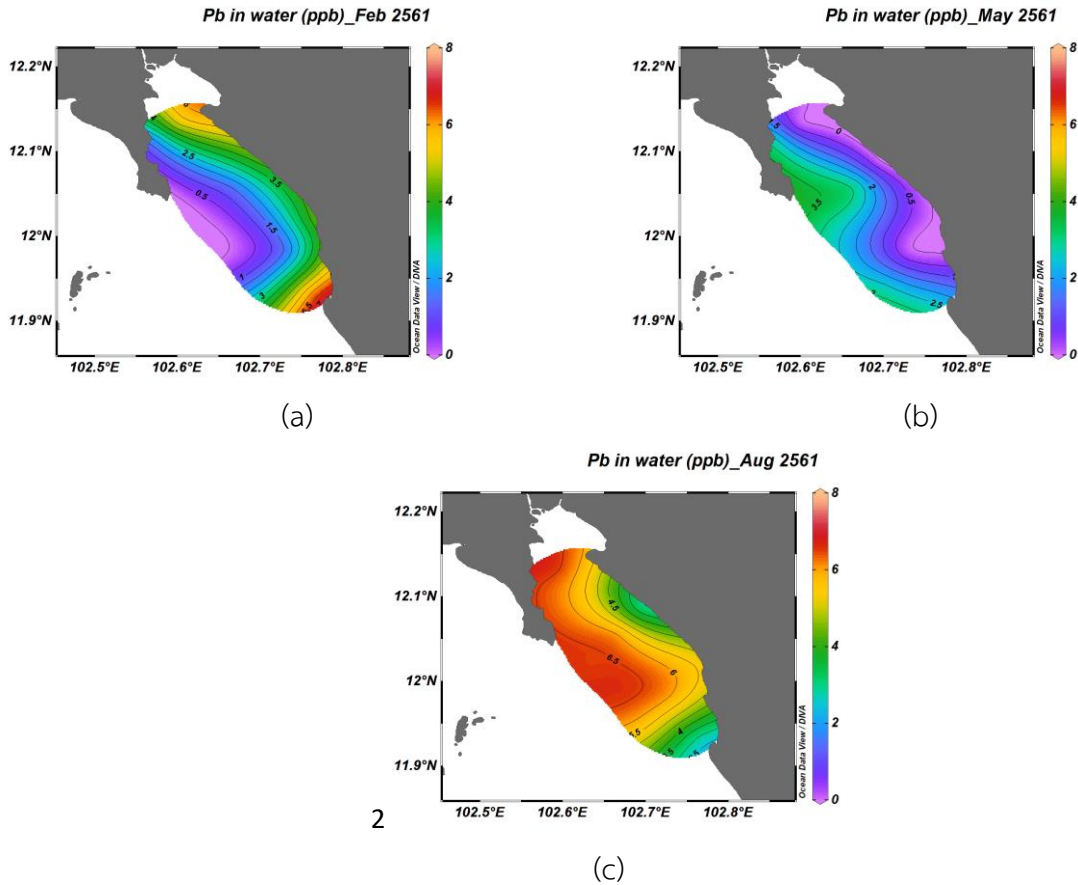 Pb in water (ppb)_Feb 2561
12.2°N
12.1°N
12°N
11.9°N
102.5°E 102.6°E 102.7°E 102.8°E
8
6
4
2
0
Ocean Data View / DIVA
2.5
3.5
0.5
1.5
1
3
(a)
Pb in water (ppb)_May 2561
12.2°N
12.1°N
12°N
11.9°N
102.5°E 102.6°E 102.7°E 102.8°E
8
6
4
2
0
Ocean Data View / DIVA
0
2
3.5
0.5
1
2.5
(b)
Pb in water (ppb)_Aug 2561
12.2°N
12.1°N
12°N
11.9°N
102.5°E 102.6°E 102.7°E 102.8°E
8
6
4
2
0
Ocean Data View / DIVA
4.5
6.5
6
4
2
(c)